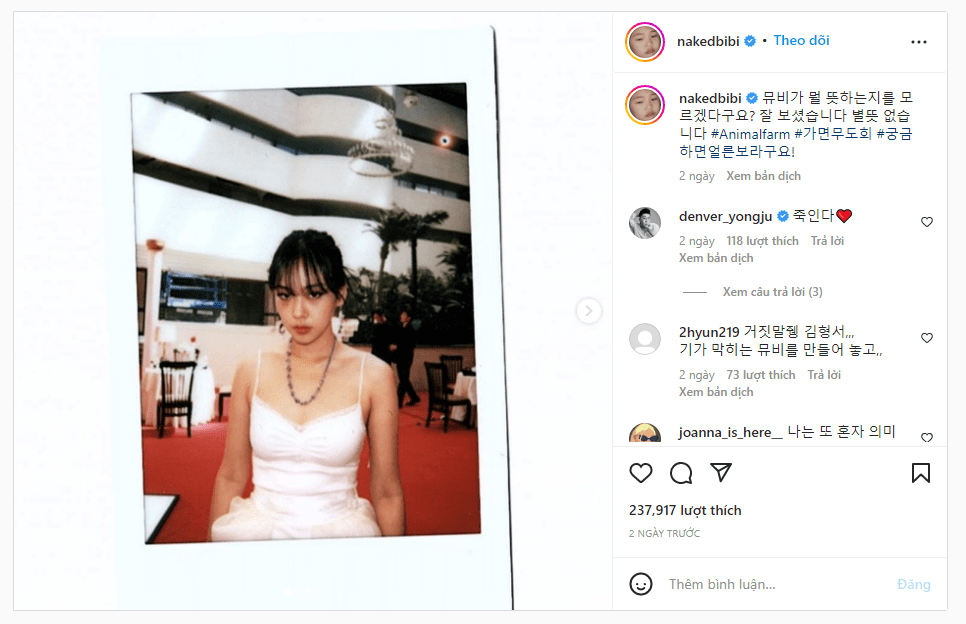 nakedbibi • Theo dõi
nakedbibi 뮤비가 뭘 뜻하는지를 모
르겠다구요? 잘 보셨습니다 별뜻 없습
니다 #Animalfarm #가면무도회 #궁금
하면얼른보라구요!
2 ngày Xem bản dịch
denver_yongju 죽인다❤️
2 ngày 118 lượt thích Trả lời
Xem bản dịch
Xem câu trả lời (3)
2hyun219 거짓말쉥 김형서,,,
기가 막히는 뮤비를 만들어 놓고,,
2 ngày 73 lượt thích Trả lời
Xem bản dịch
joanna_is_here__ 나는 또 혼자 의미
237,917 lượt thích
2 NGÀY TRƯỚC
Thêm bình luận... Đăng